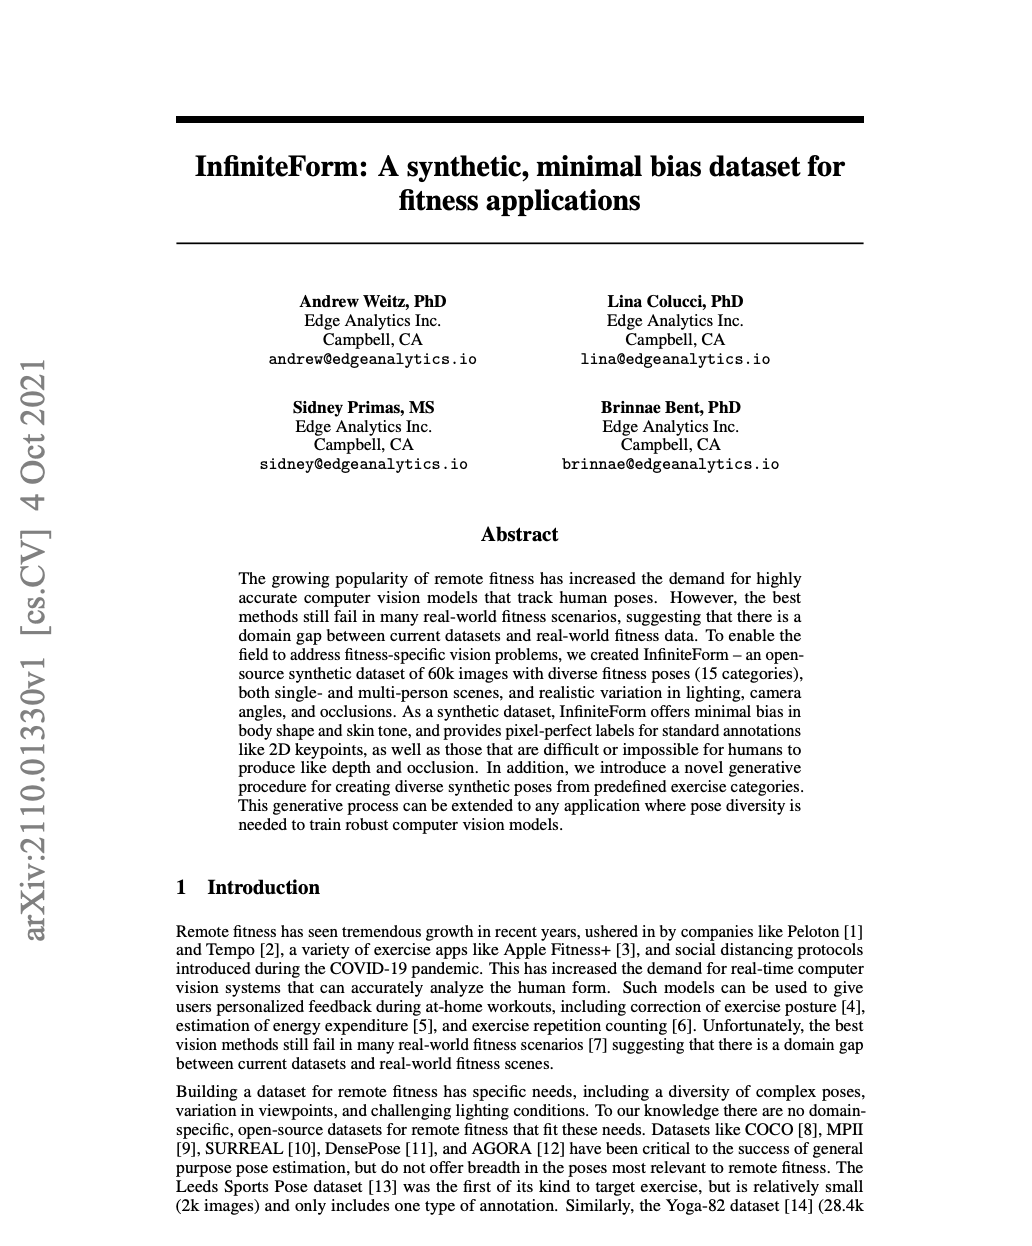 InfiniteForm: A synthetic, minimal bias dataset for
fitness applications
Andrew Weitz, PhD
Edge Analytics Inc.
Campbell, CA
andrew@edgeanalytics.io
Lina Colucci, PhD
Edge Analytics Inc.
Campbell, CA
lina@edgeanalytics.io
Sidney Primas, MS
Edge Analytics Inc.
Campbell, CA
sidney@edgeanalytics.io
Brinnae Bent, PhD
Edge Analytics Inc.
Campbell, CA
brinnae@edgeanalytics.io
arXiv:2110.01330v1 [cs.CV] 4 Oct 2021
Abstract
The growing popularity of remote fitness has increased the demand for highly
accurate computer vision models that track human poses. However, the best
methods still fail in many real-world fitness scenarios, suggesting that there is a
domain gap between current datasets and real-world fitness data. To enable the
field to address fitness-specific vision problems, we created InfiniteForm – an open-
source synthetic dataset of 60k images with diverse fitness poses (15 categories),
both single- and multi-person scenes, and realistic variation in lighting, camera
angles, and occlusions. As a synthetic dataset, InfiniteForm offers minimal bias in
body shape and skin tone, and provides pixel-perfect labels for standard annotations
like 2D keypoints, as well as those that are difficult or impossible for humans to
produce like depth and occlusion. In addition, we introduce a novel generative
procedure for creating diverse synthetic poses from predefined exercise categories.
This generative process can be extended to any application where pose diversity is
needed to train robust computer vision models.
1 Introduction
Remote fitness has seen tremendous growth in recent years, ushered in by companies like Peloton [1]
and Tempo [2], a variety of exercise apps like Apple Fitness+ [3], and social distancing protocols
introduced during the COVID-19 pandemic. This has increased the demand for real-time computer
vision systems that can accurately analyze the human form. Such models can be used to give
users personalized feedback during at-home workouts, including correction of exercise posture [4],
estimation of energy expenditure [5], and exercise repetition counting [6]. Unfortunately, the best
vision methods still fail in many real-world fitness scenarios [7] suggesting that there is a domain gap
between current datasets and real-world fitness scenes.
Building a dataset for remote fitness has specific needs, including a diversity of complex poses,
variation in viewpoints, and challenging lighting conditions. To our knowledge there are no domain-
specific, open-source datasets for remote fitness that fit these needs. Datasets like COCO [8], MPII
[9], SURREAL [10], DensePose [11], and AGORA [12] have been critical to the success of general
purpose pose estimation, but do not offer breadth in the poses most relevant to remote fitness. The
Leeds Sports Pose dataset [13] was the first of its kind to target exercise, but is relatively small
(2k images) and only includes one type of annotation. Similarly, the Yoga-82 dataset [14] (28.4k